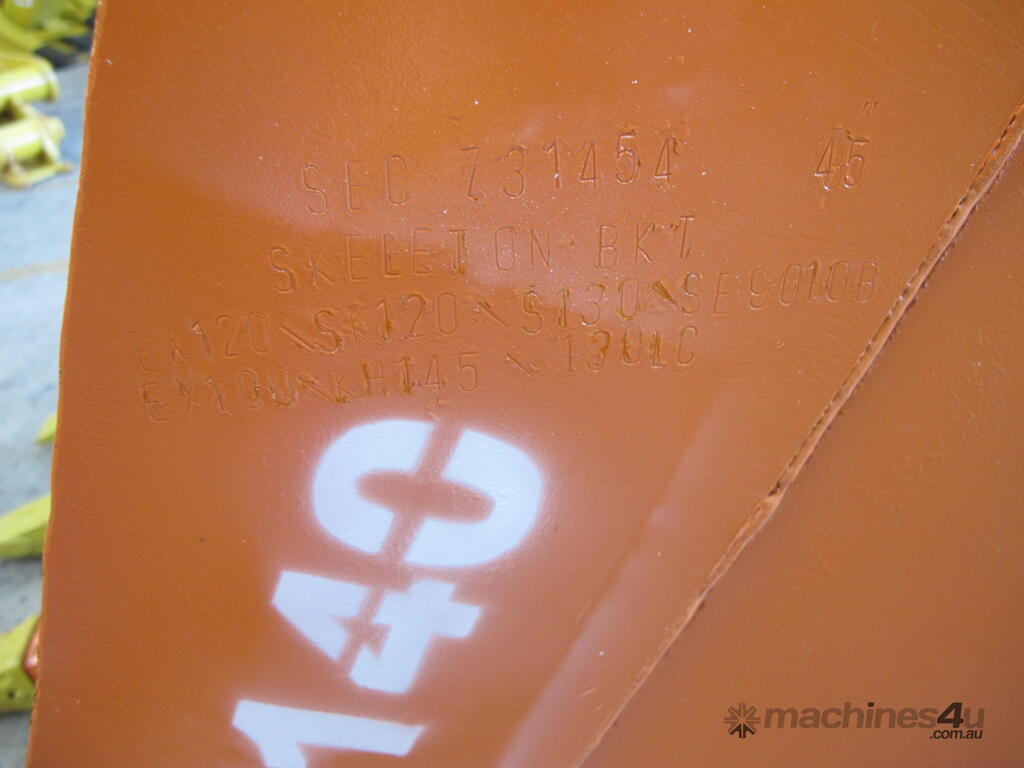 SEC 731454 45"
SKELETON BKT
EX120\SK120\S130\SE9010B
EX100\KH145\130LC
140
machines4u
.com.au